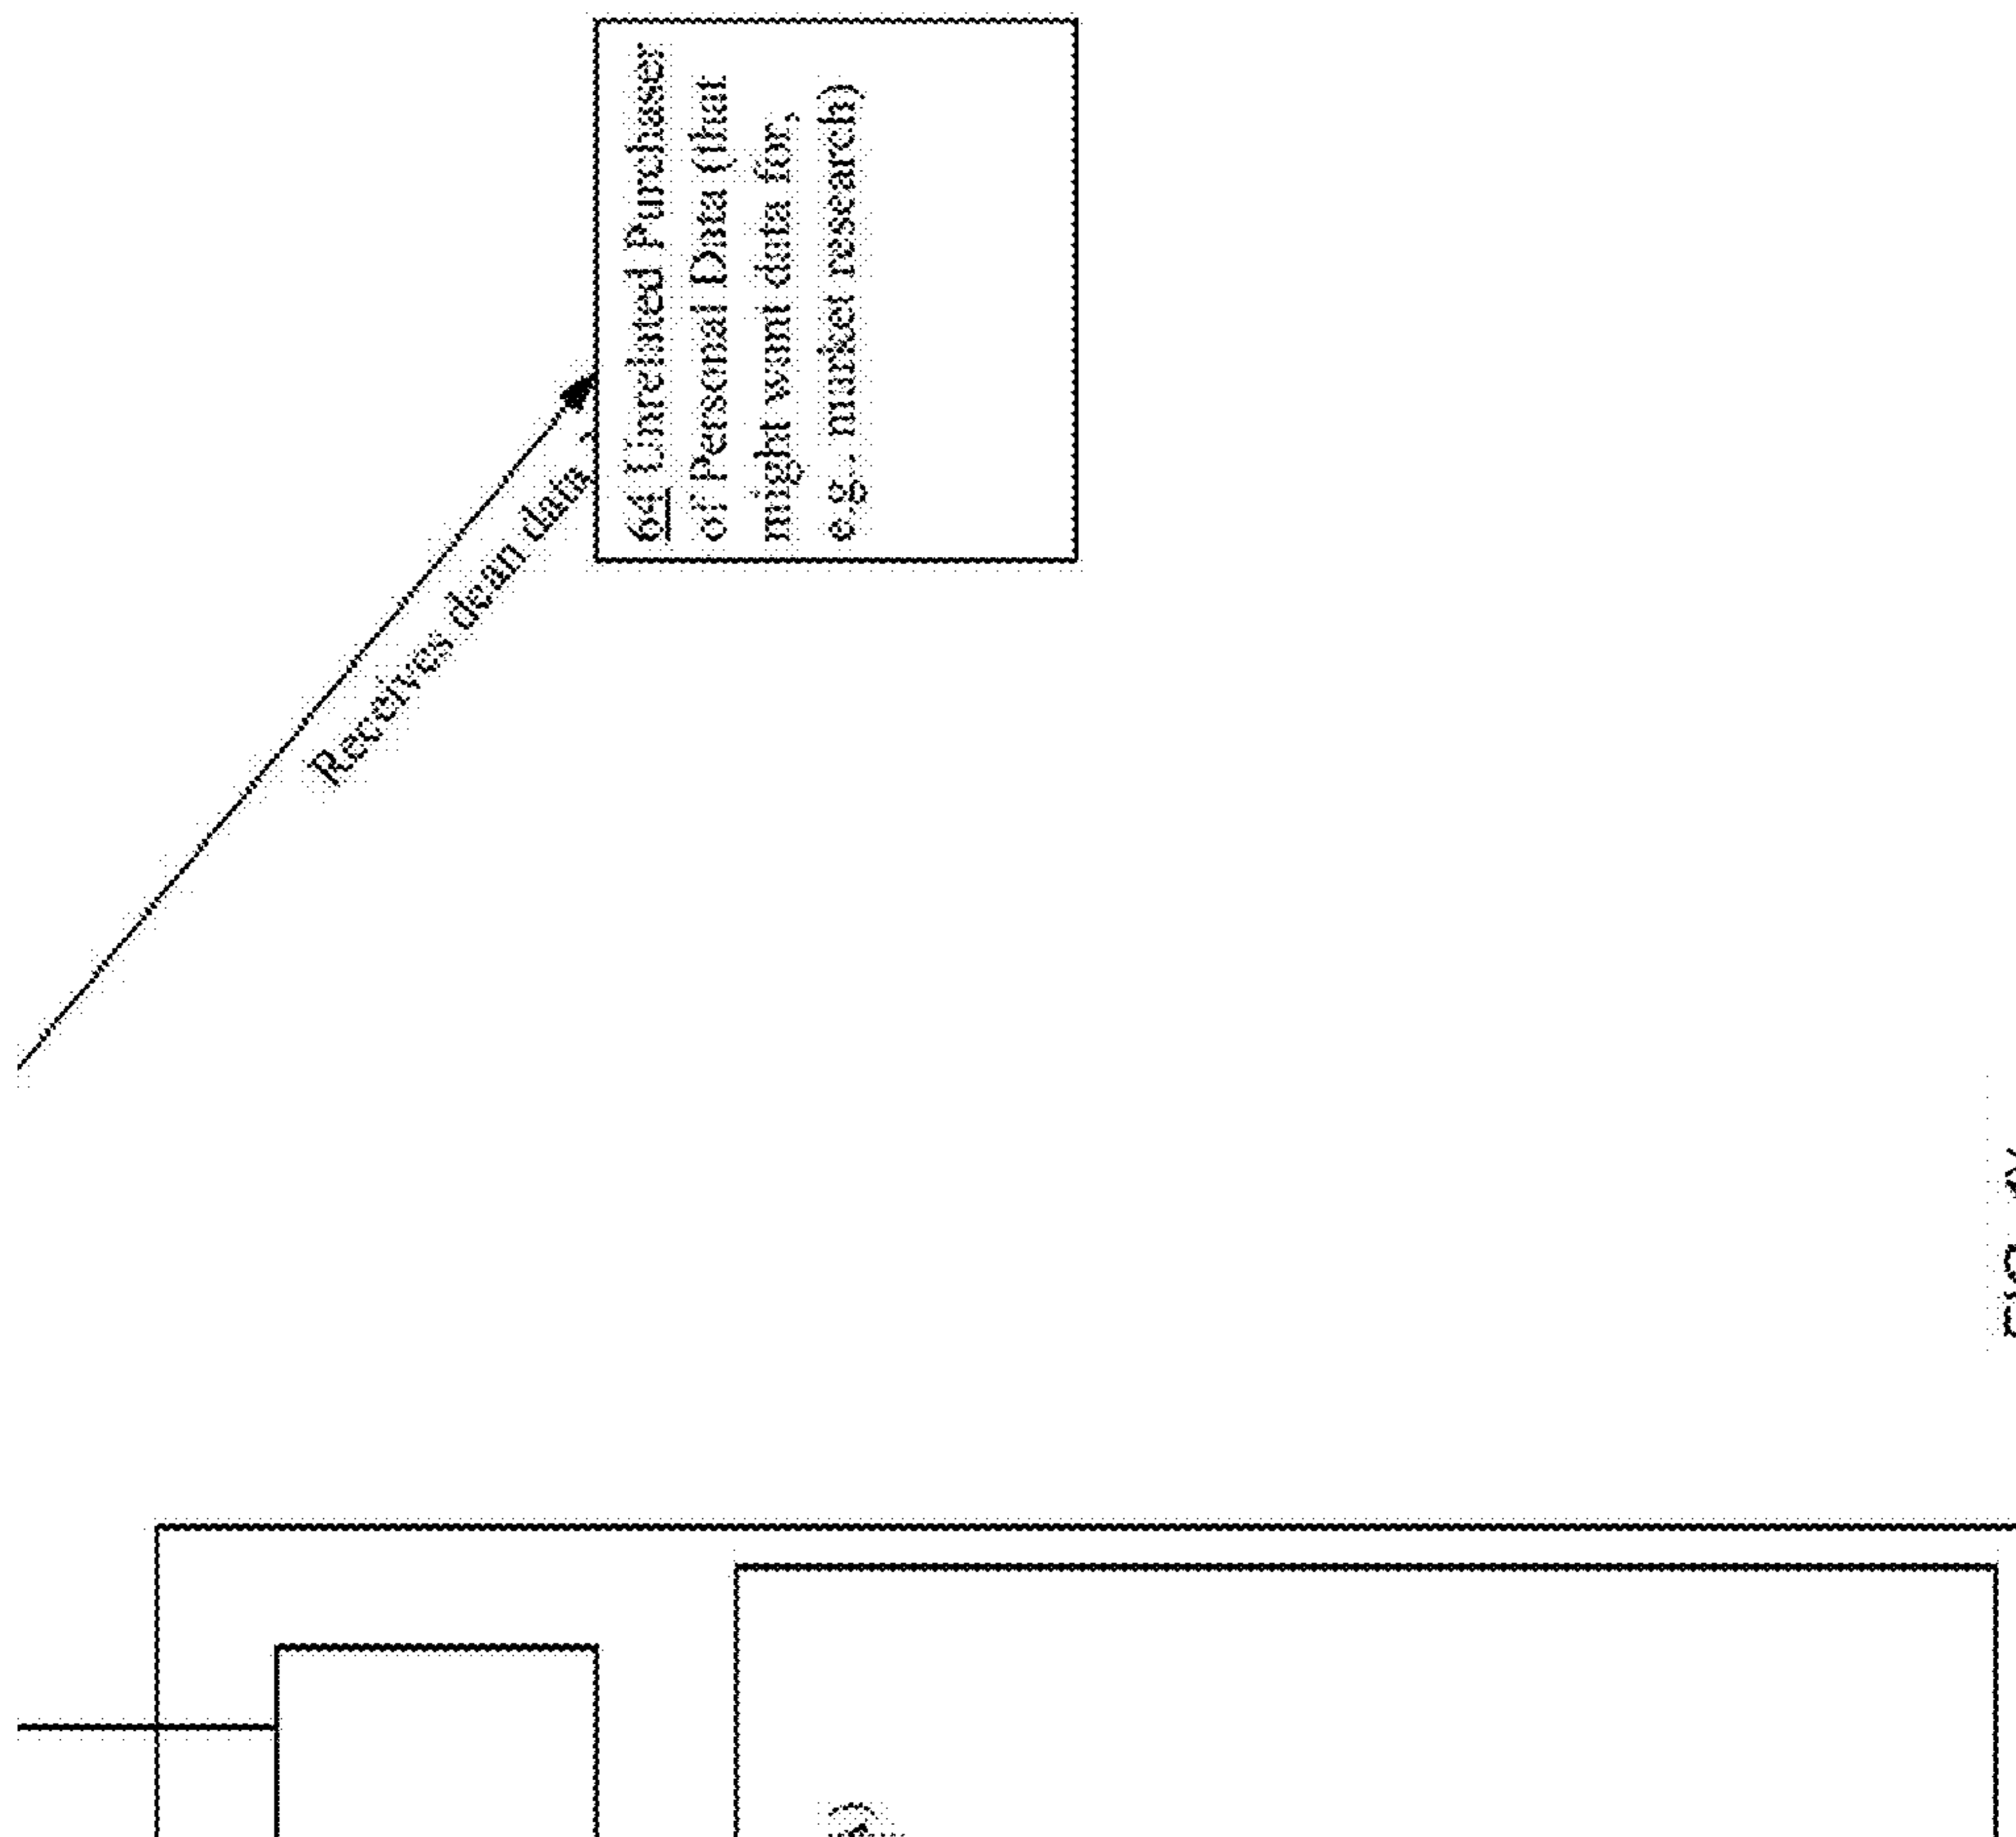 64 Unrelated Purchaser
of Personal Data (that
might want data for,
e.g., market research)
Receives clean data